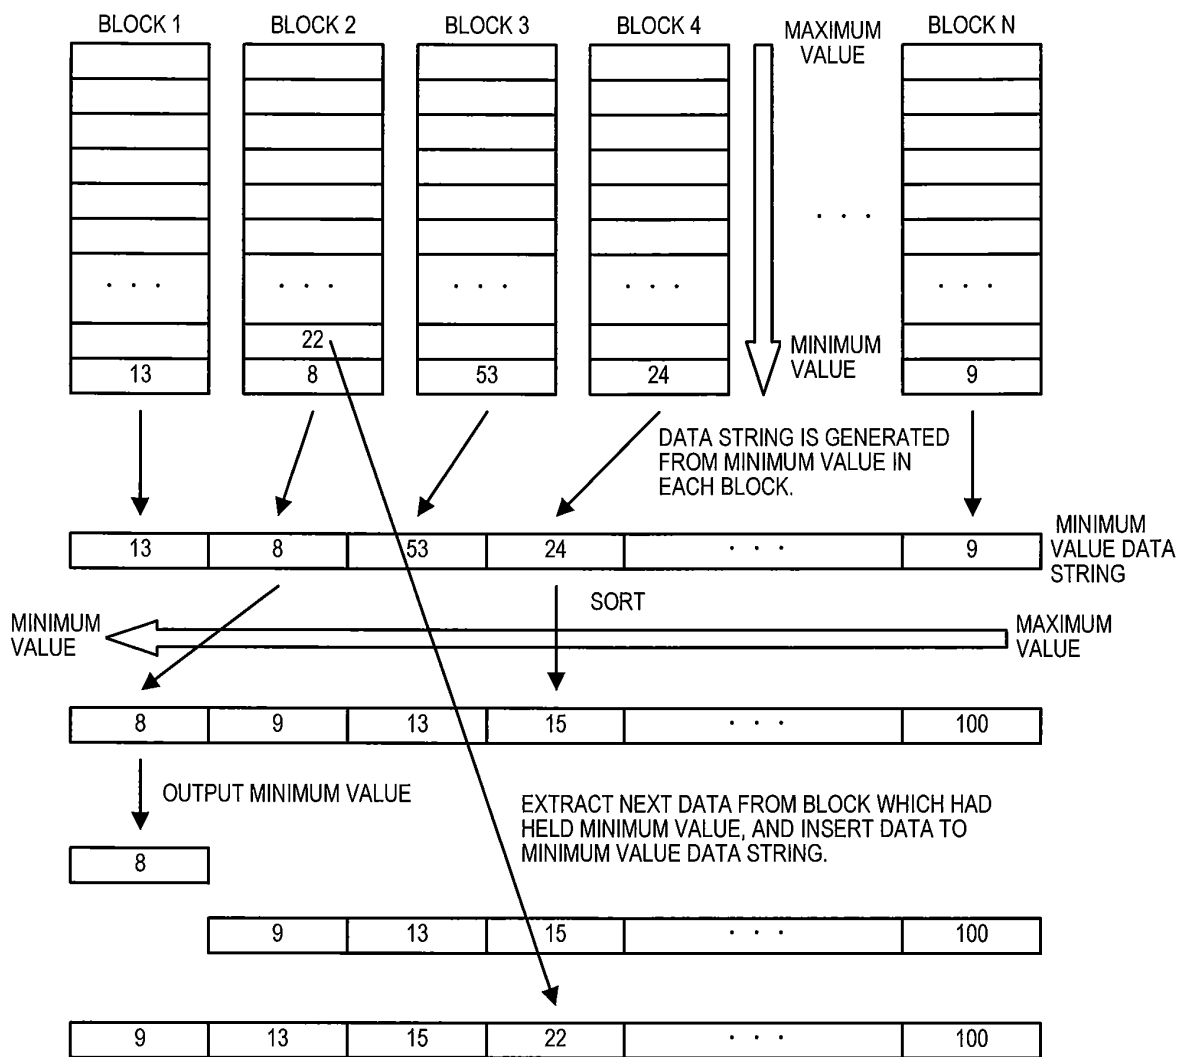 BLOCK 1 BLOCK 2 BLOCK 3 BLOCK 4 MAXIMUM VALUE BLOCK N
. . .
. . . . . . . . . . . . . . .
22
MINIMUM VALUE
13 8 53 24 9
DATA STRING IS GENERATED
FROM MINIMUM VALUE IN
EACH BLOCK.
13 8 53 24 . . . 9
MINIMUM
VALUE DATA
STRING
SORT
MINIMUM
VALUE
MAXIMUM
VALUE
8 9 13 15 . . . 100
OUTPUT MINIMUM VALUE
EXTRACT NEXT DATA FROM BLOCK WHICH HAD
HELD MINIMUM VALUE, AND INSERT DATA TO
MINIMUM VALUE DATA STRING.
8
9 13 15 . . . 100
9 13 15 22 . . . 100